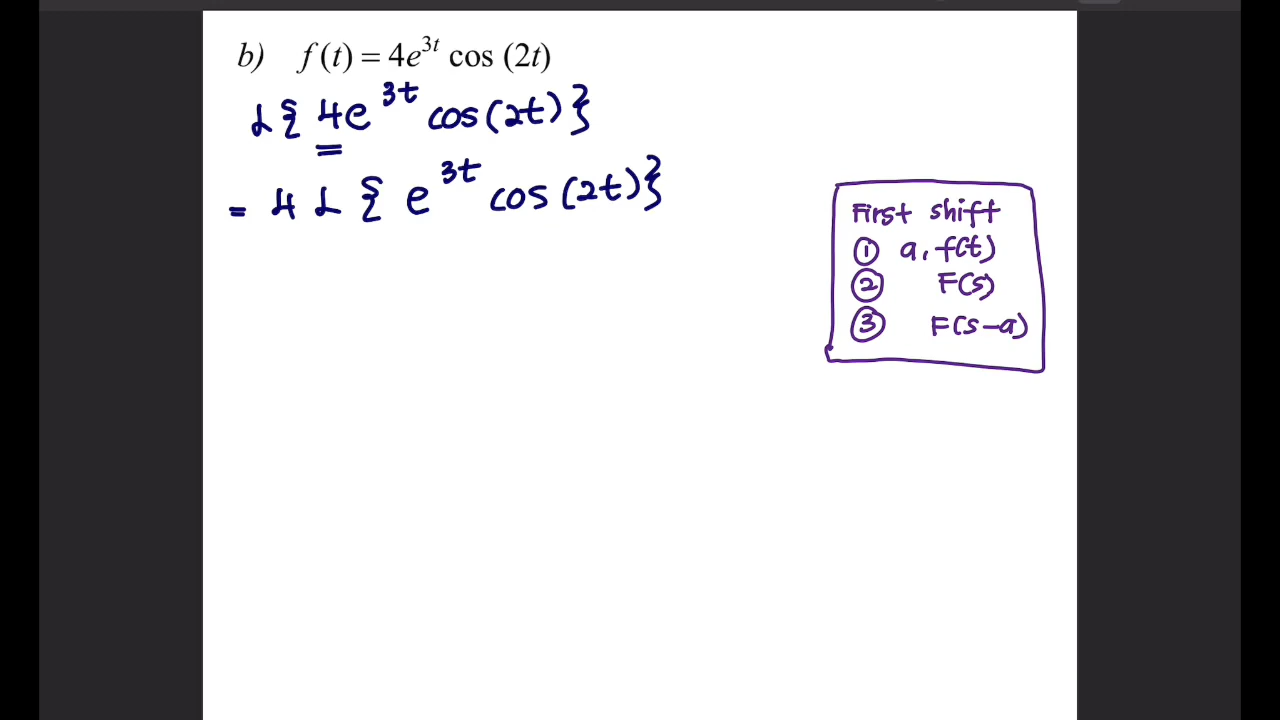 b) f(t) = 4e^{3t} cos (2t)
ℒ{4e^{3t} cos(2t)}
= 4 ℒ{e^{3t} cos(2t)}
First shift
① a, f(t)
② F(s)
③ F(s-a)